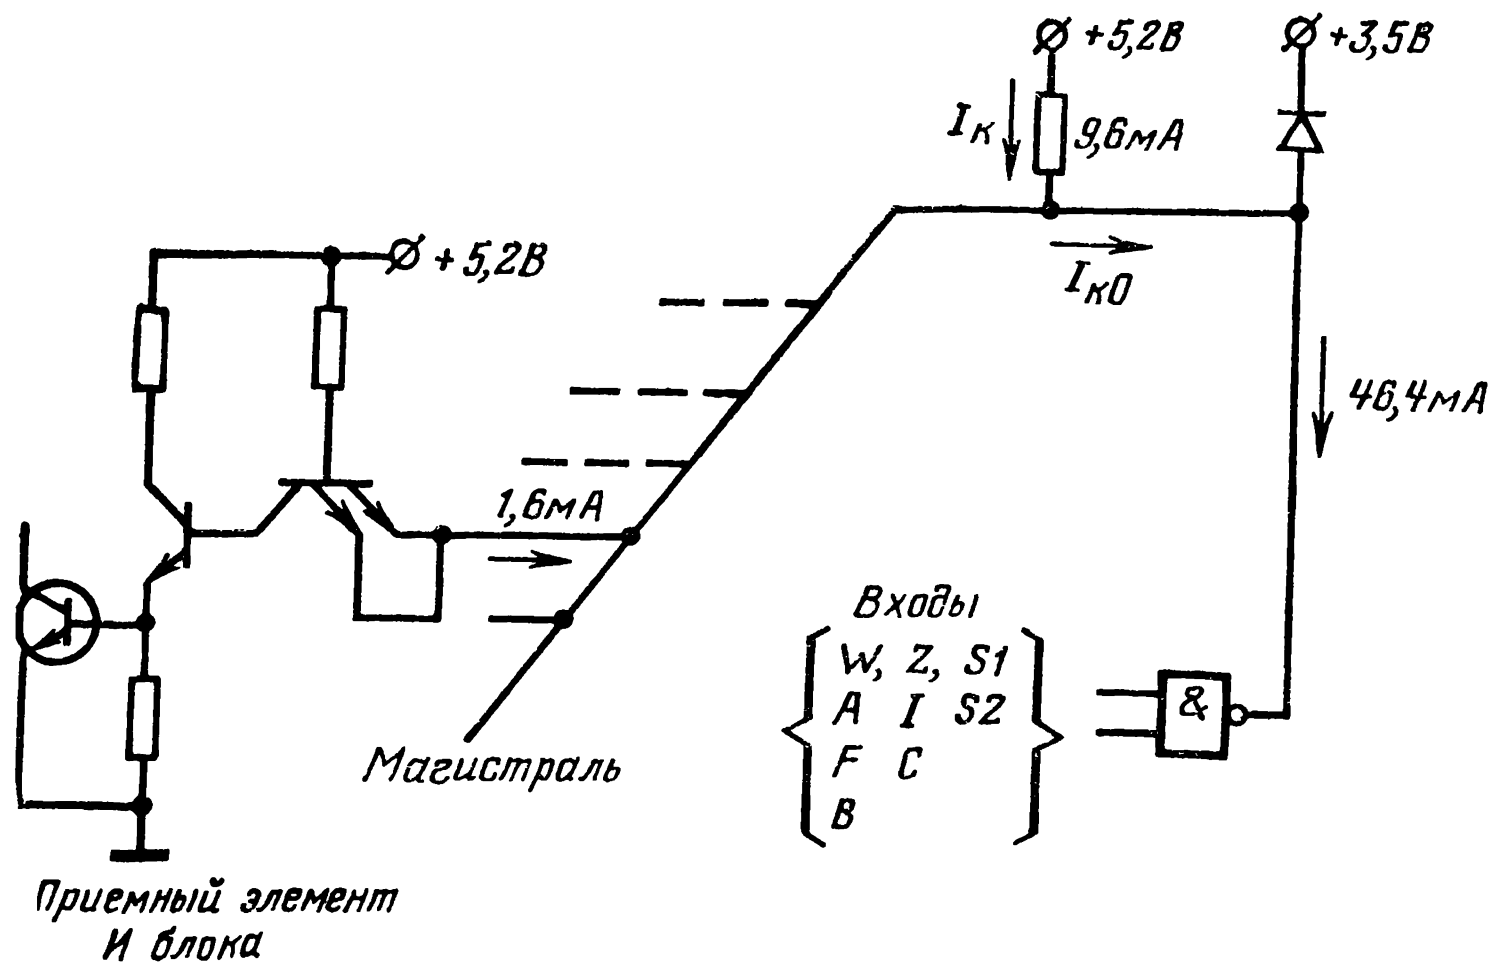 +5,2В
+3,5В
Iк
9,6мА
+5,2В
Iк0
46,4мА
1,6мА
Входы
W, Z, S1
A I S2
F C
B
&
Магистраль
Приемный элемент
И блока